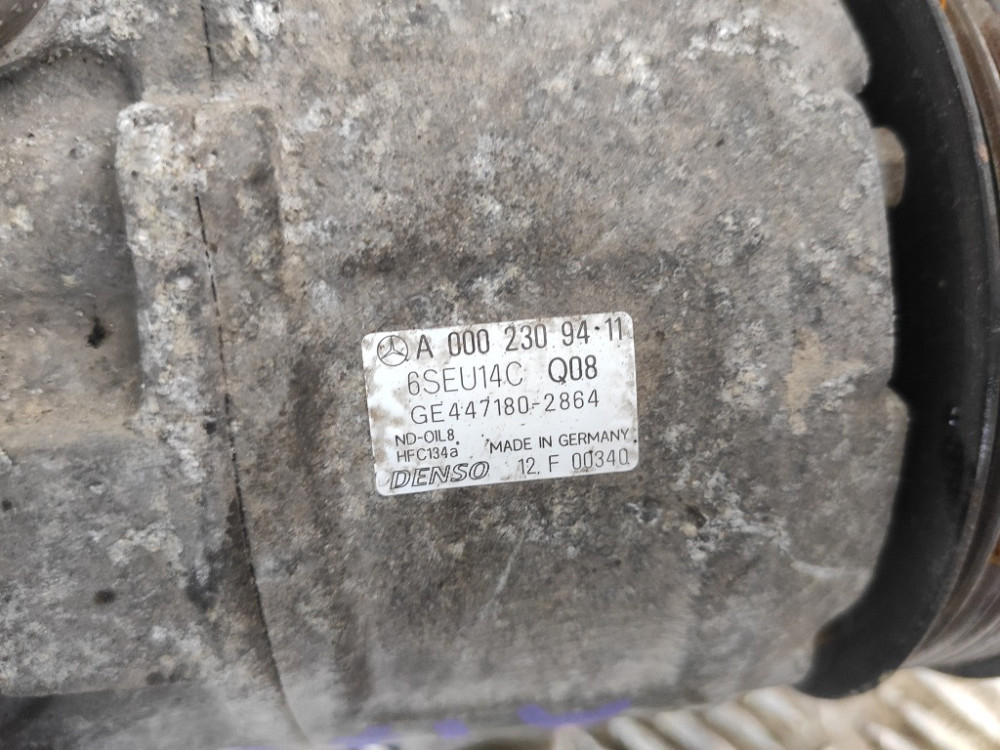 A 000 230 94 11
6SEU14C Q08
GE447180-2864
ND-OIL8
HFC134a MADE IN GERMANY
DENSO 12. F 00340